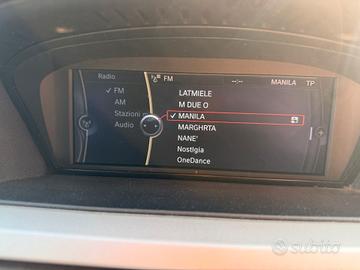 Radio
FM
--:--
MANILA
TP
✓ FM
AM
Stazioni
Audio
LATMIELE
M DUE O
✓ MANILA
MARGHRTA
NANE'
Nostlgia
OneDance
subito